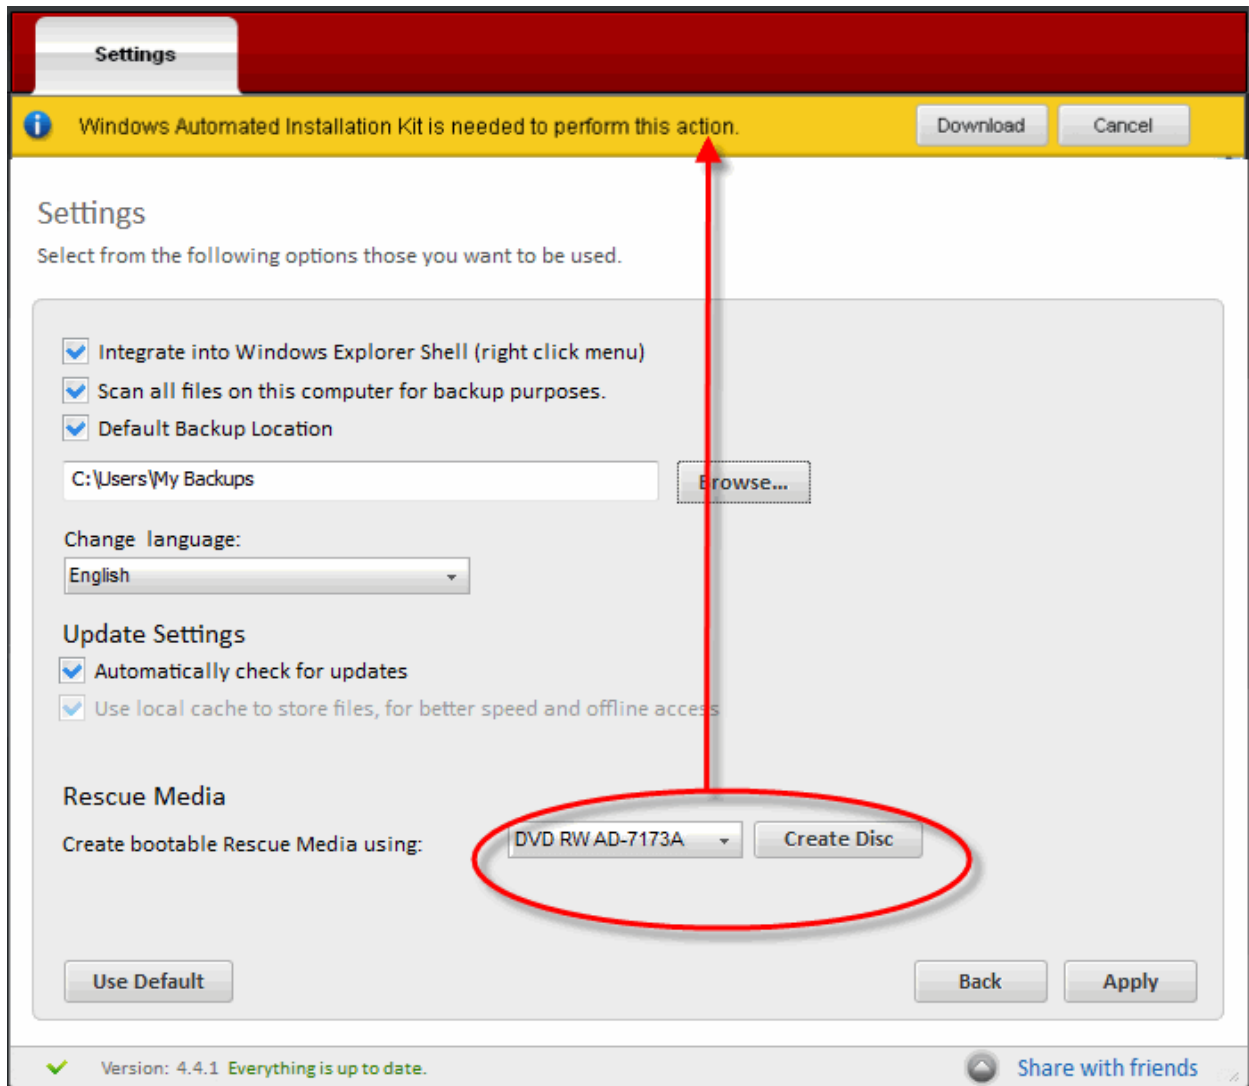 Settings
Windows Automated Installation Kit is needed to perform this action. Download Cancel
Settings
Select from the following options those you want to be used.
Integrate into Windows Explorer Shell (right click menu)
Scan all files on this computer for backup purposes.
Default Backup Location
C:\Users\My Backups Browse...
Change language:
English
Update Settings
Automatically check for updates
Use local cache to store files, for better speed and offline access
Rescue Media
Create bootable Rescue Media using: DVD RW AD-7173A Create Disc
Use Default Back Apply
Version: 4.4.1 Everything is up to date. Share with friends